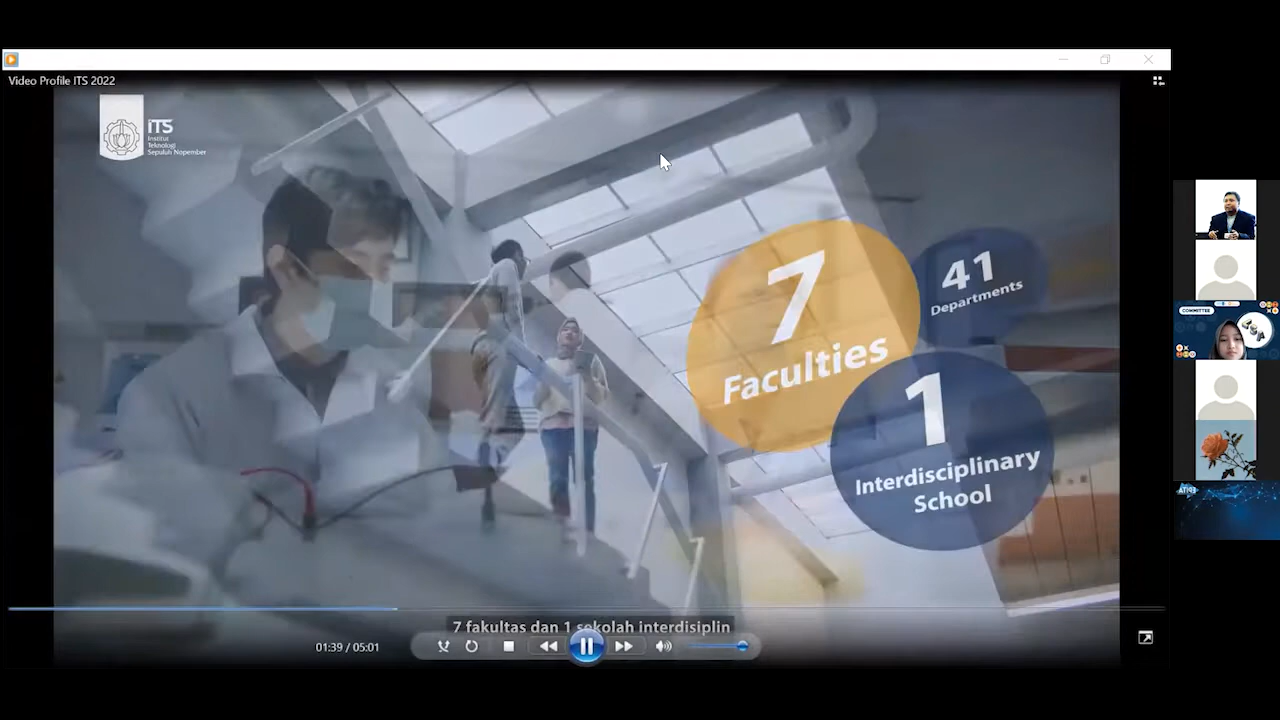 Video Profile ITS 2022
iTS
Institut
Teknologi
Sepuluh Nopember
7
Faculties
41
Departments
1
Interdisciplinary
School
7 fakultas dan 1 sekolah interdisiplin
01:39 / 05:01
COMMITTEE